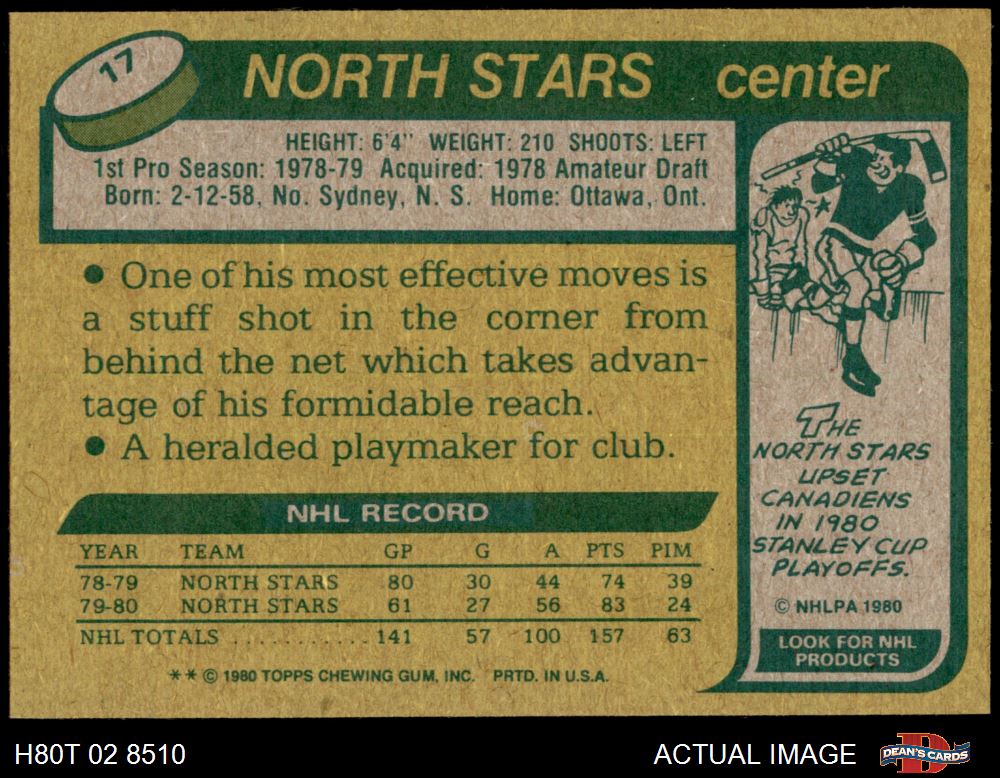 17
NORTH STARS center
HEIGHT: 6'4" WEIGHT: 210 SHOOTS: LEFT
1st Pro Season: 1978-79 Acquired: 1978 Amateur Draft
Born: 2-12-58, No. Sydney, N. S. Home: Ottawa, Ont.
● One of his most effective moves is
a stuff shot in the corner from
behind the net which takes advan-
tage of his formidable reach.
● A heralded playmaker for club.
NHL RECORD
YEAR TEAM GP G A PTS PIM
78-79 NORTH STARS 80 30 44 74 39
79-80 NORTH STARS 61 27 56 83 24
NHL TOTALS ............ 141 57 100 157 63
** © 1980 TOPPS CHEWING GUM, INC. PRTD. IN U.S.A.
THE
NORTH STARS
UPSET
CANADIENS
IN 1980
STANLEY CUP
PLAYOFFS.
© NHLPA 1980
LOOK FOR NHL
PRODUCTS
H80T 02 8510
ACTUAL IMAGE
DEAN'S CARDS